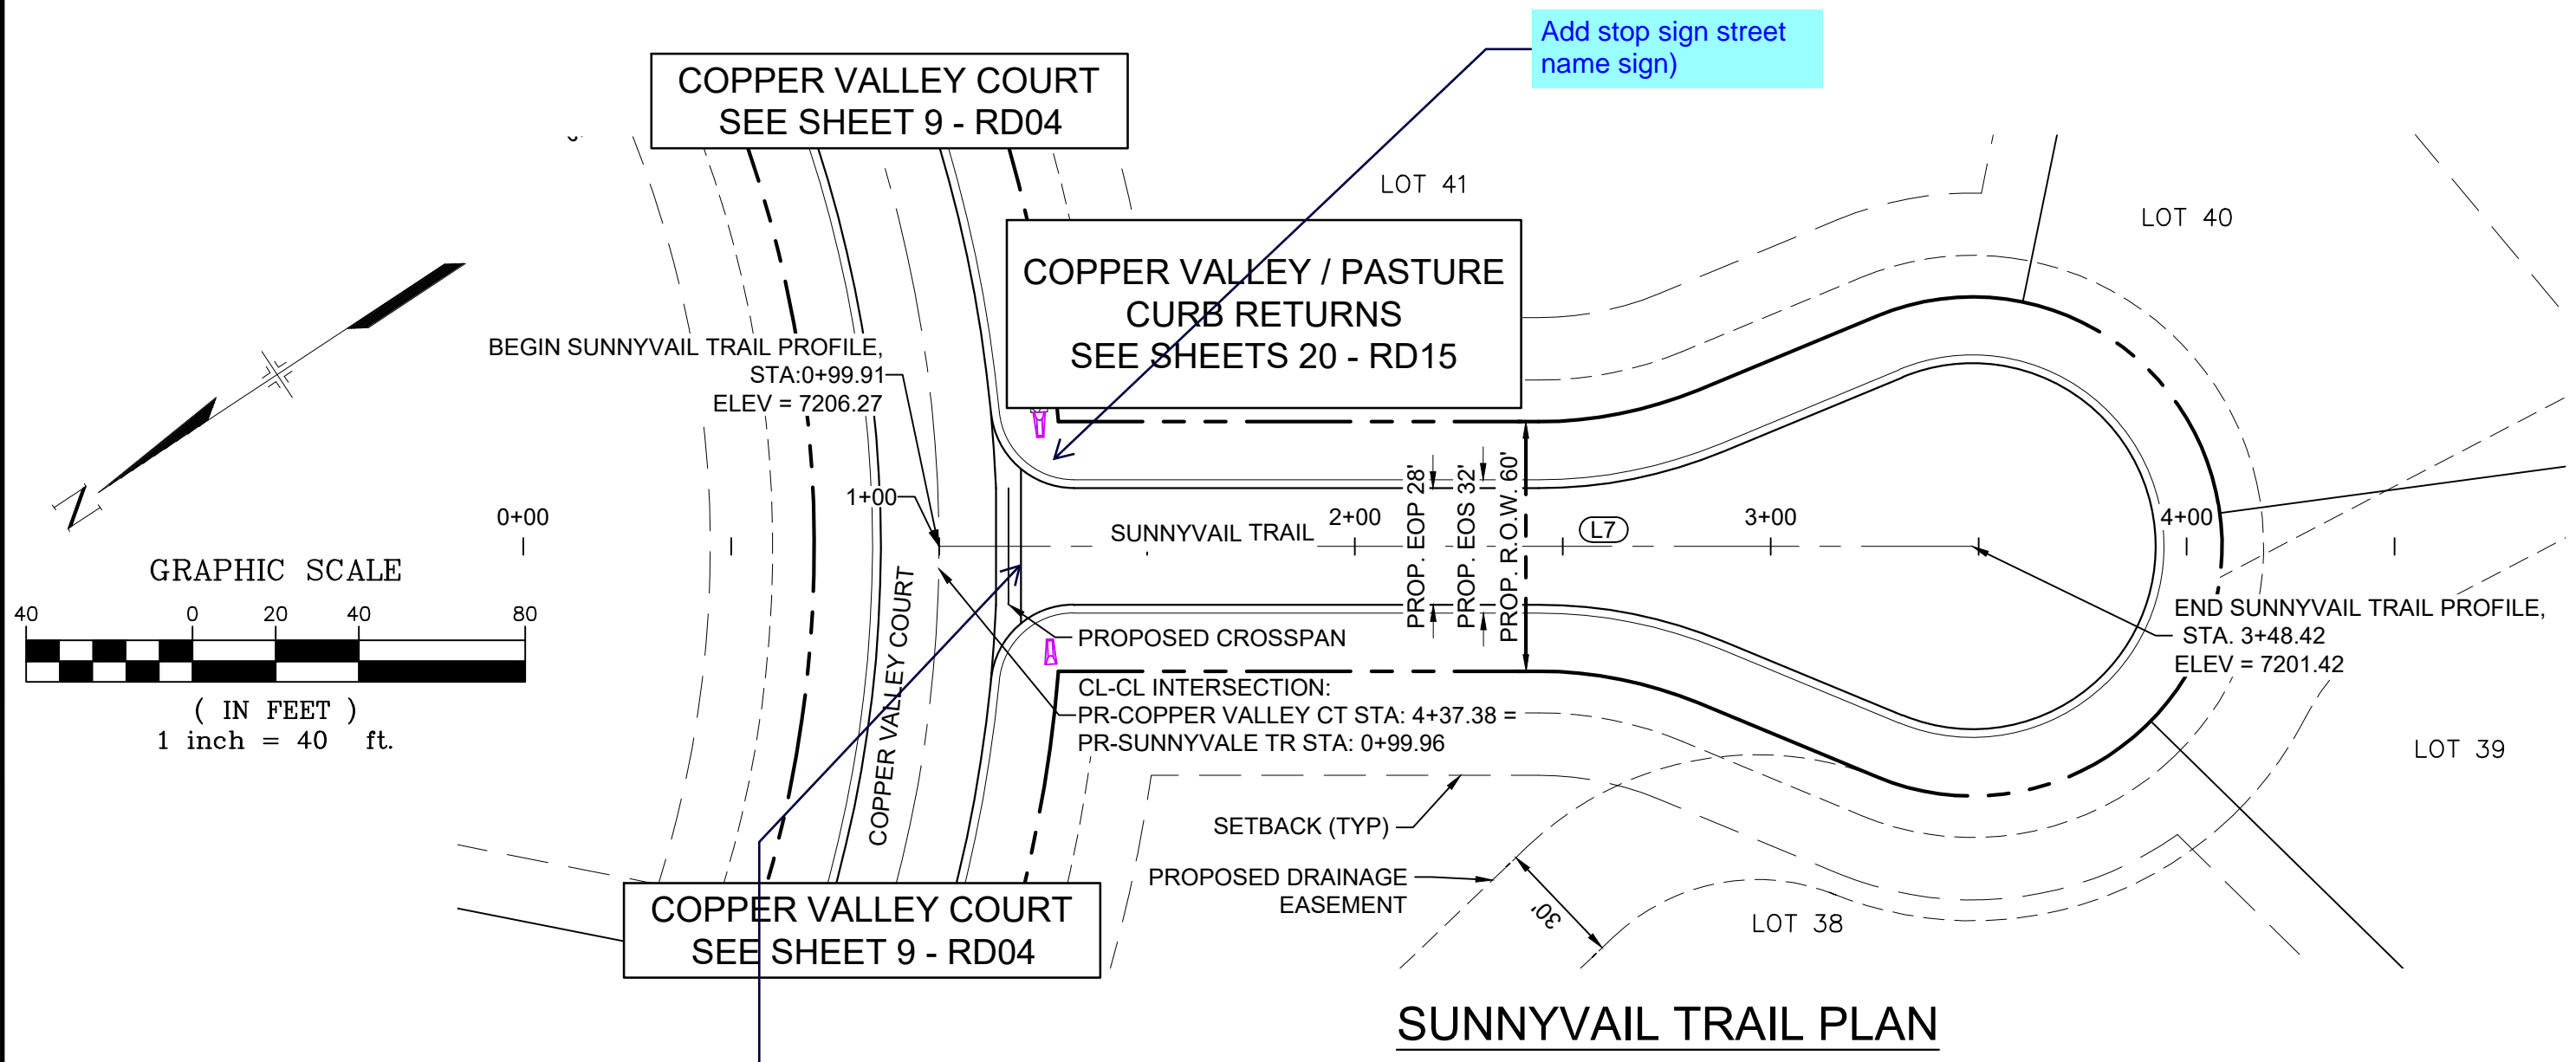 Add stop sign street
name sign)
COPPER VALLEY COURT
SEE SHEET 9 - RD04
LOT 41
LOT 40
COPPER VALLEY / PASTURE
CURB RETURNS
SEE SHEETS 20 - RD15
BEGIN SUNNYVAIL TRAIL PROFILE,
STA:0+99.91
ELEV = 7206.27
N
0+00
1+00
SUNNYVAIL TRAIL
2+00
PROP. EOP 28'
PROP. EOS 32'
PROP. R.O.W. 60'
L7
3+00
4+00
GRAPHIC SCALE
40 0 20 40 80
( IN FEET )
1 inch = 40 ft.
COPPER VALLEY COURT
PROPOSED CROSSPAN
CL-CL INTERSECTION:
PR-COPPER VALLEY CT STA: 4+37.38 =
PR-SUNNYVALE TR STA: 0+99.96
END SUNNYVAIL TRAIL PROFILE,
STA. 3+48.42
ELEV = 7201.42
LOT 39
SETBACK (TYP)
PROPOSED DRAINAGE
EASEMENT
30'
LOT 38
COPPER VALLEY COURT
SEE SHEET 9 - RD04
SUNNYVAIL TRAIL PLAN